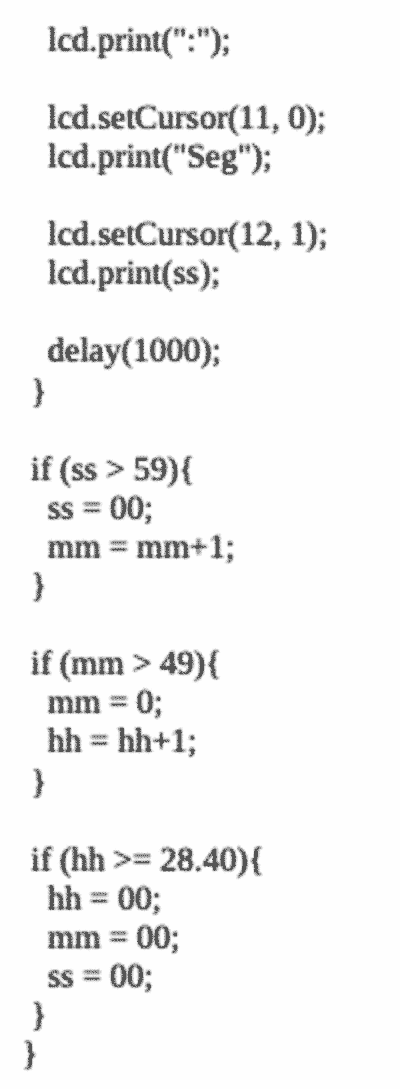 lcd.print(":");
lcd.setCursor(11, 0);
lcd.print("Seg");
lcd.setCursor(12, 1);
lcd.print(ss);
delay(1000);
}
if (ss > 59){
ss = 00;
mm = mm+1;
}
if (mm > 49){
mm = 0;
hh = hh+1;
}
if (hh >= 28.40){
hh = 00;
mm = 00;
ss = 00;
}
}